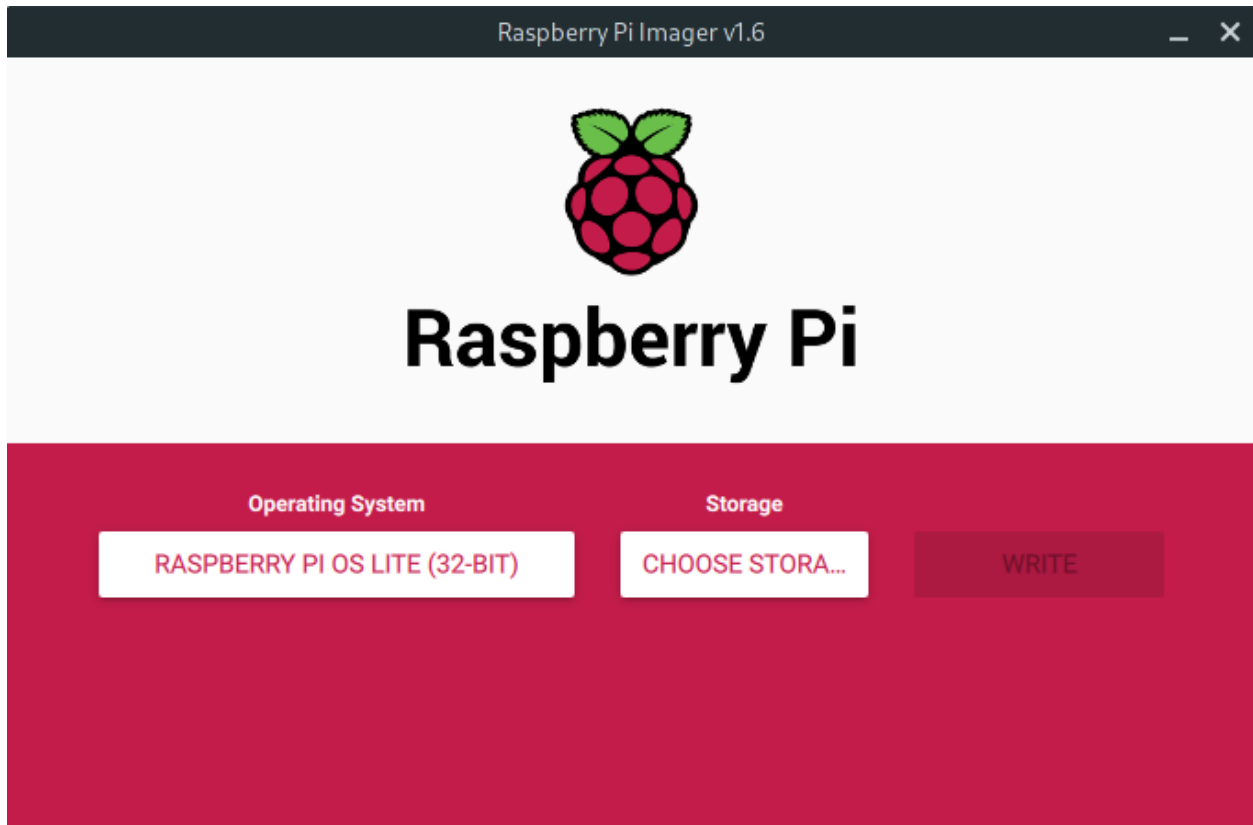 Raspberry Pi Imager v1.6
Raspberry Pi
Operating System
Storage
RASPBERRY PI OS LITE (32-BIT)
CHOOSE STORA...
WRITE